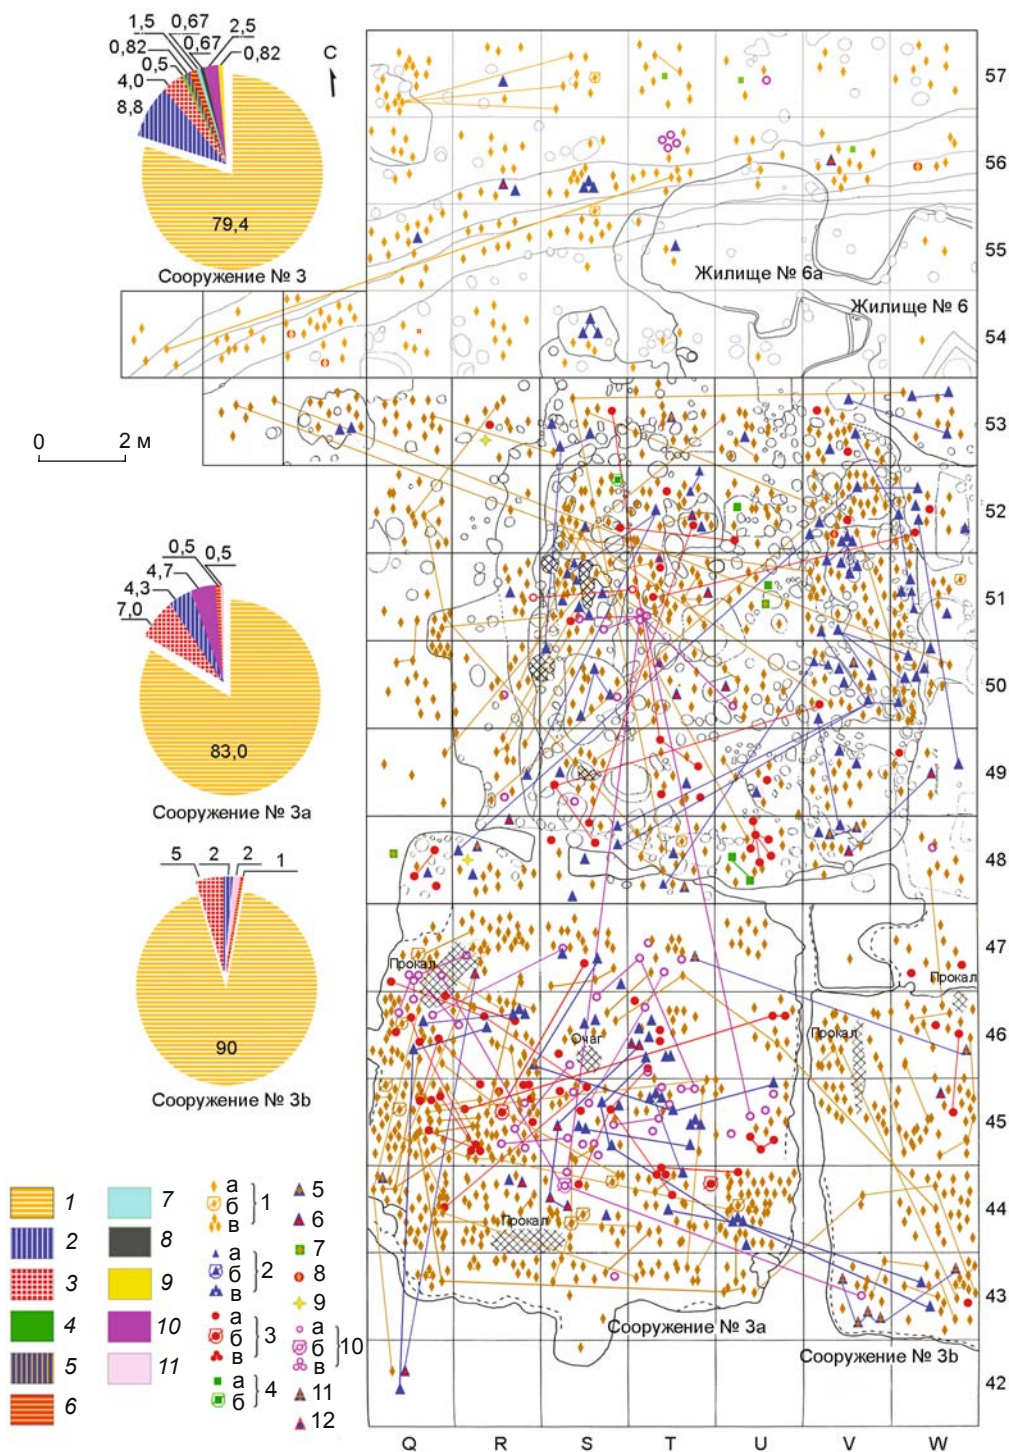 1,5 0,67
0,67 2,5
0,82 0,82
0,5
4,0
8,8
79,4
Сооружение № 3
С
0 2 м
0,5 0,5
4,7
4,3
7,0
83,0
Сооружение № 3а
5 2 2 1
90
Сооружение № 3b
57
56
55
54
53
52
51
50
49
48
47
46
45
44
43
42
Жилище № 6а
Жилище № 6
Прокал
Прокал
Прокал
Очаг
Прокал
Сооружение № 3а
Сооружение № 3b
Q R S T U V W
1
2
3
4
5
6
7
8
9
10
11
а
б 1
в
а
б 2
в
а
б 3
в
а
б 4
5
6
7
8
9
а
б 10
в
11
12